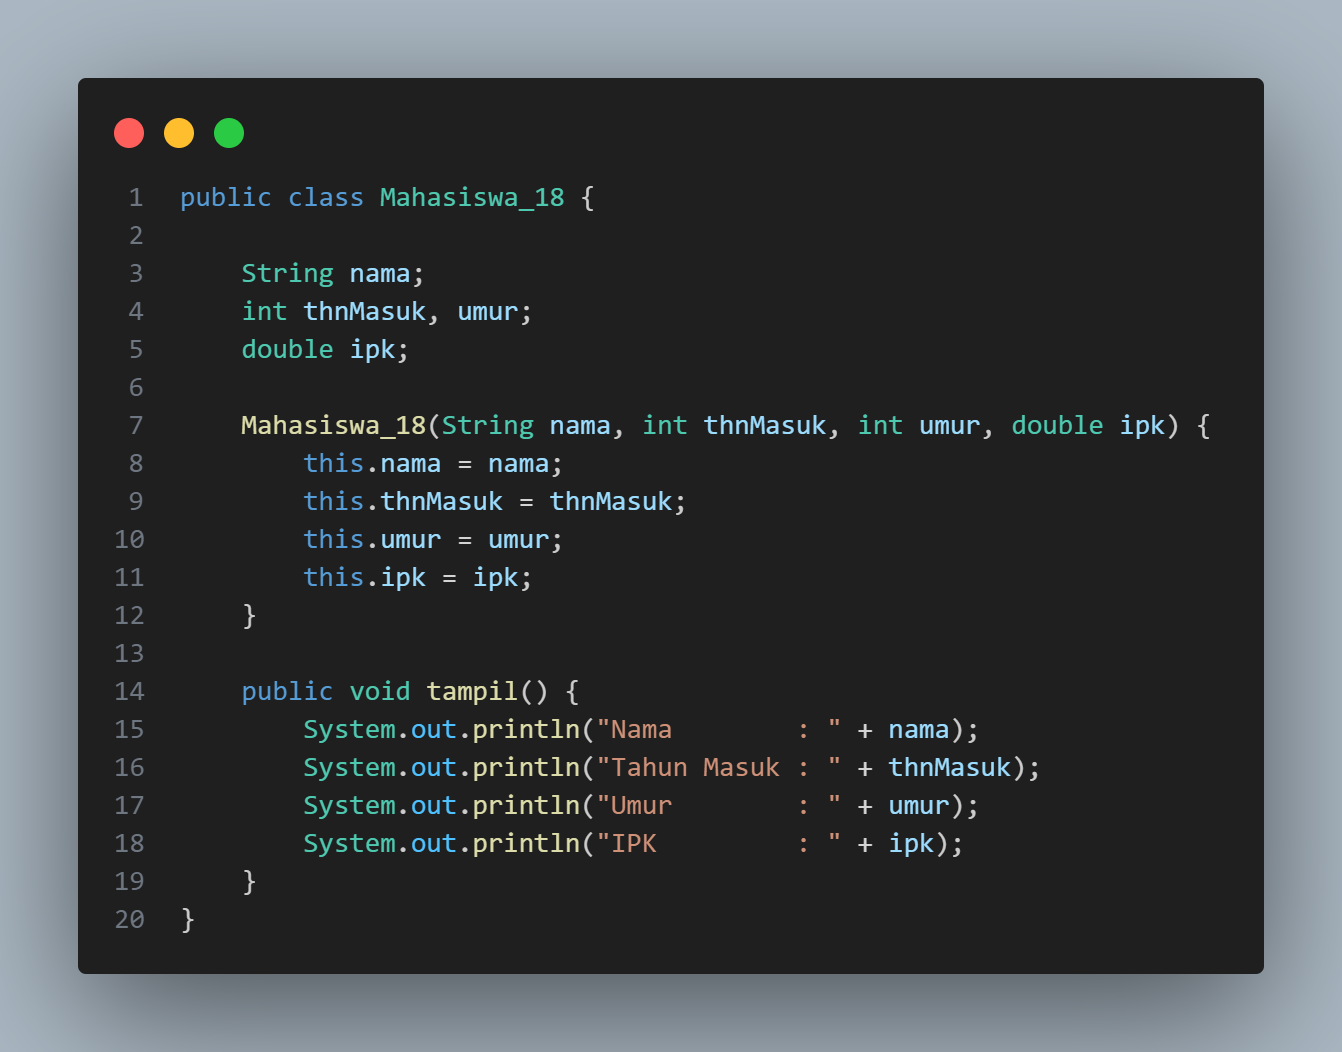 1 public class Mahasiswa_18 {
2
3     String nama;
4     int thnMasuk, umur;
5     double ipk;
6
7     Mahasiswa_18(String nama, int thnMasuk, int umur, double ipk) {
8         this.nama = nama;
9         this.thnMasuk = thnMasuk;
10         this.umur = umur;
11         this.ipk = ipk;
12     }
13
14     public void tampil() {
15         System.out.println("Nama        : " + nama);
16         System.out.println("Tahun Masuk : " + thnMasuk);
17         System.out.println("Umur        : " + umur);
18         System.out.println("IPK         : " + ipk);
19     }
20 }